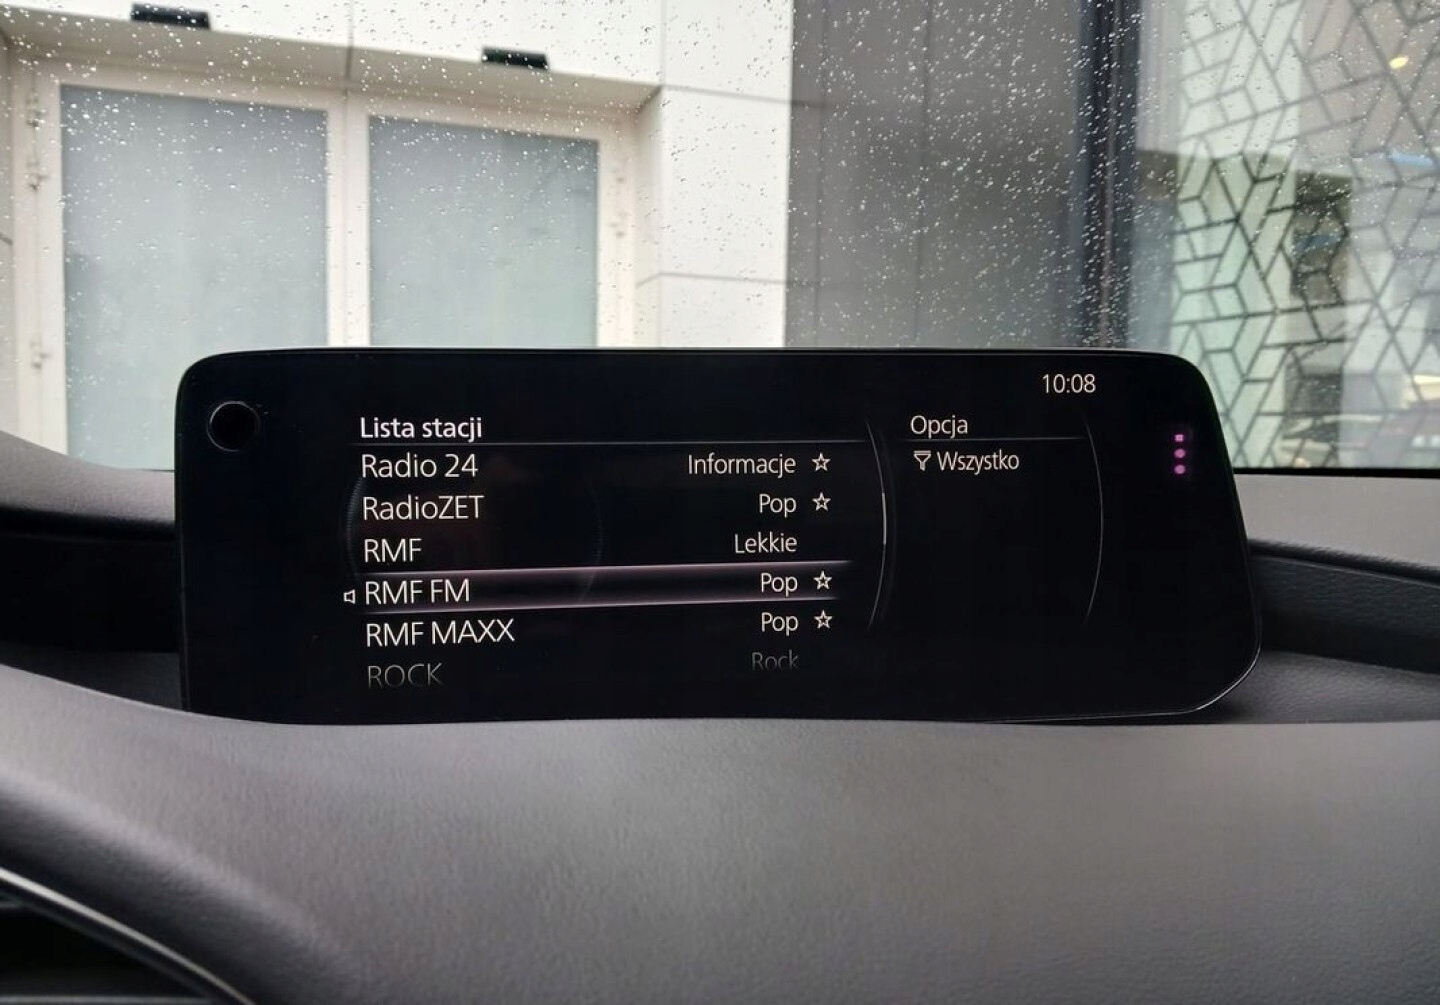 10:08
Lista stacji
Radio 24 Informacje
RadioZET Pop
RMF Lekkie
RMF FM Pop
RMF MAXX Pop
ROCK Rock
Opcja
Wszystko